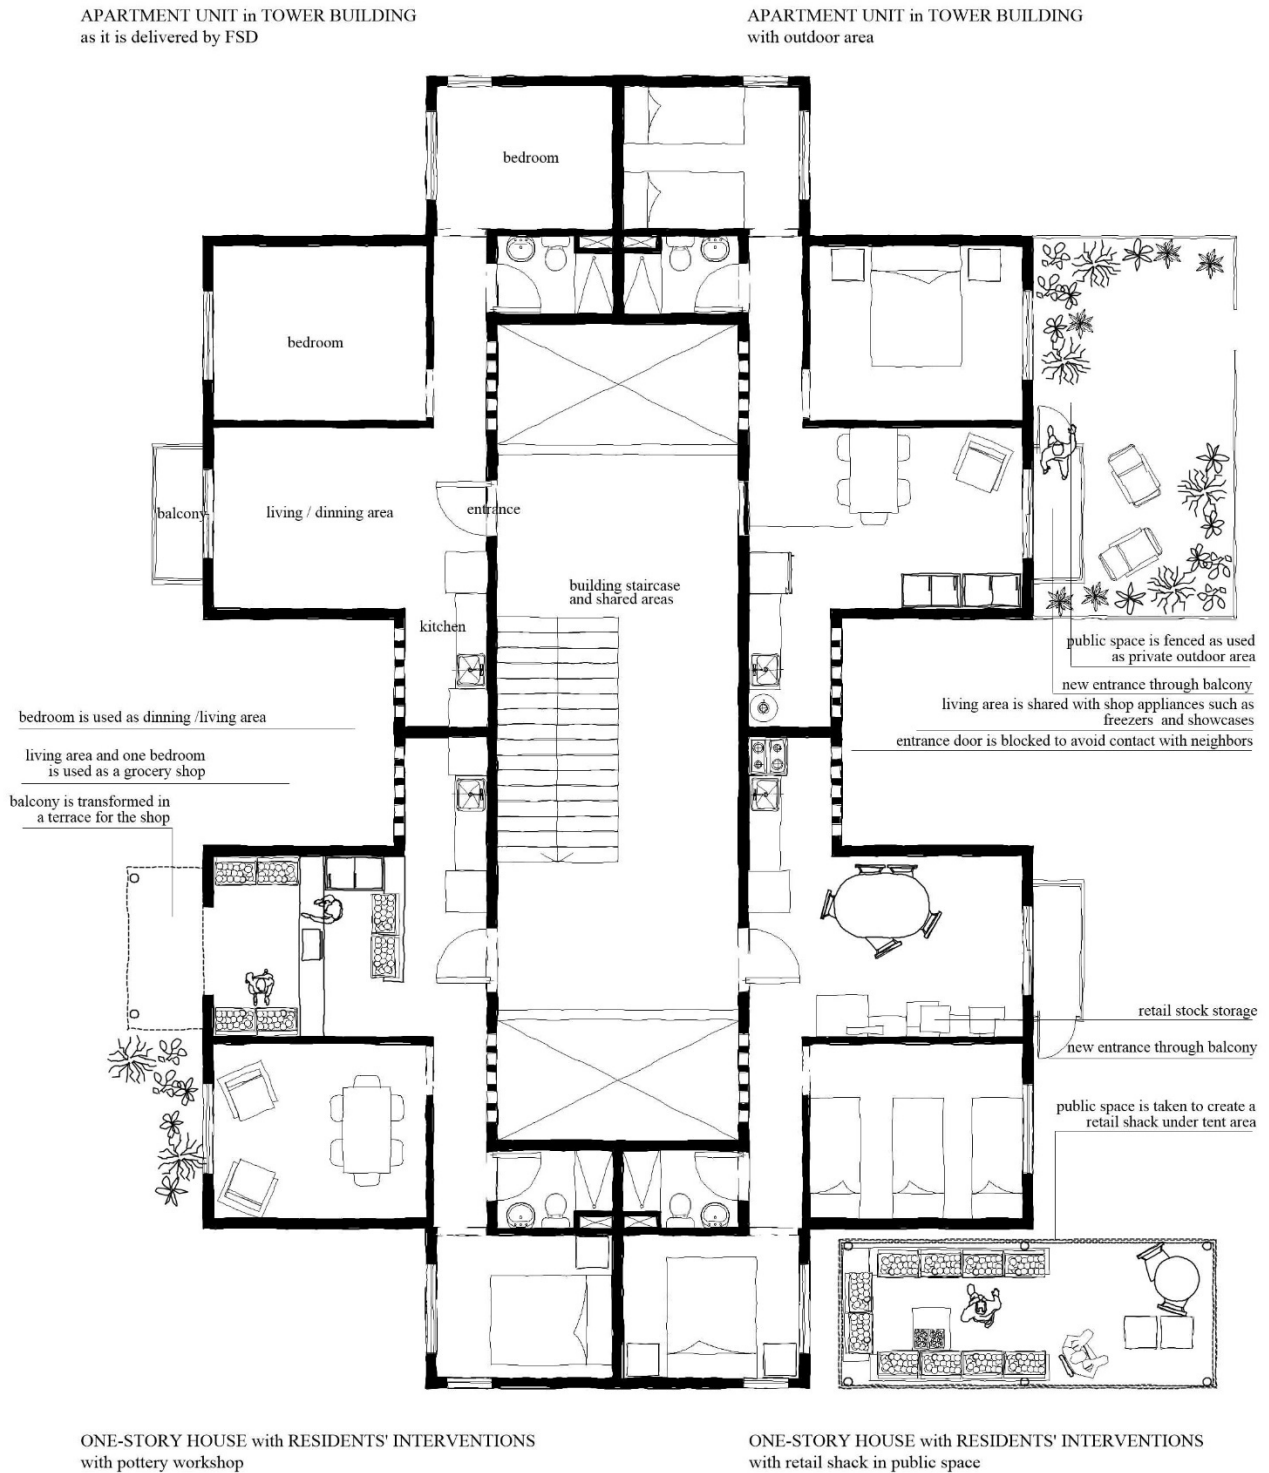 APARTMENT UNIT in TOWER BUILDING
as it is delivered by FSD
APARTMENT UNIT in TOWER BUILDING
with outdoor area
bedroom
bedroom
balcony
living / dinning area
entrance
building staircase
and shared areas
kitchen
public space is fenced as used
as private outdoor area
new entrance through balcony
living area is shared with shop appliances such as
freezers and showcases
entrance door is blocked to avoid contact with neighbors
bedroom is used as dinning /living area
living area and one bedroom
is used as a grocery shop
balcony is transformed in
a terrace for the shop
retail stock storage
new entrance through balcony
public space is taken to create a
retail shack under tent area
ONE-STORY HOUSE with RESIDENTS' INTERVENTIONS
with pottery workshop
ONE-STORY HOUSE with RESIDENTS' INTERVENTIONS
with retail shack in public space